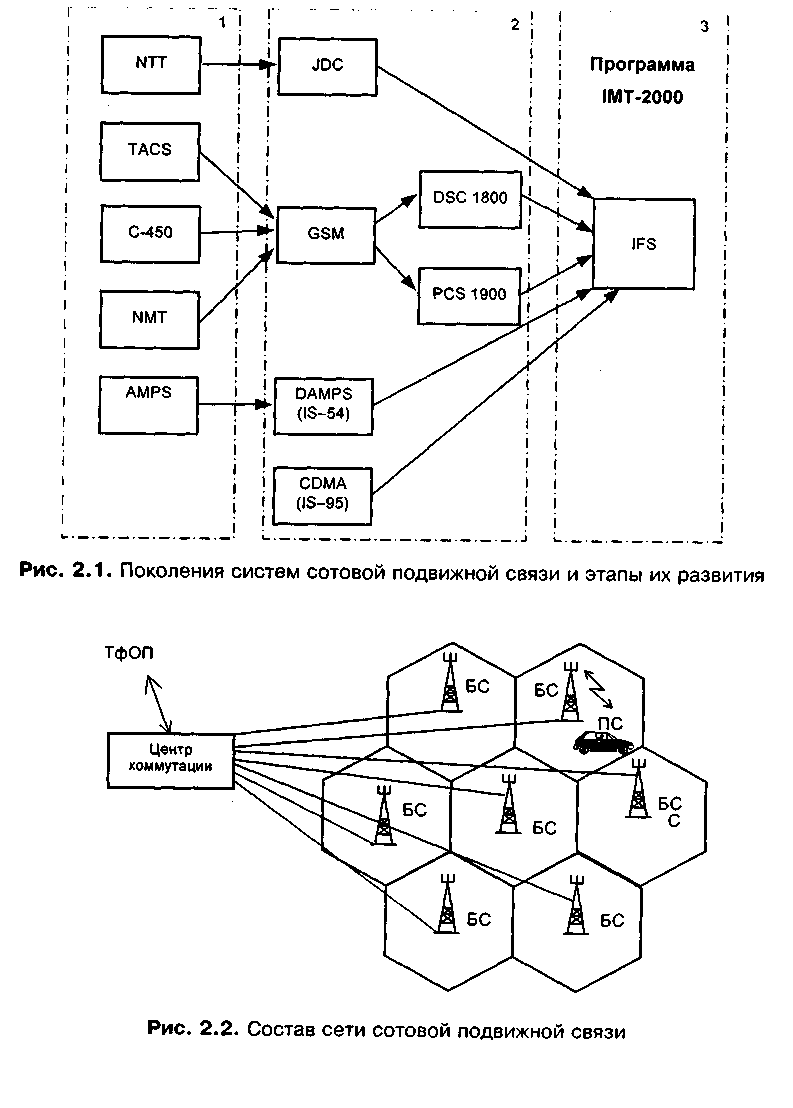 1
2
3
NTT
JDC
Программа
IMT-2000
TACS
DSC 1800
C-450
GSM
IFS
NMT
PCS 1900
AMPS
DAMPS
(IS–54)
CDMA
(IS–95)
Рис. 2.1. Поколения систем сотовой подвижной связи и этапы их развития
ТфОП
БС
БС
ПС
Центр
коммутации
БС
БС
БС
С
БС
БС
Рис. 2.2. Состав сети сотовой подвижной связи